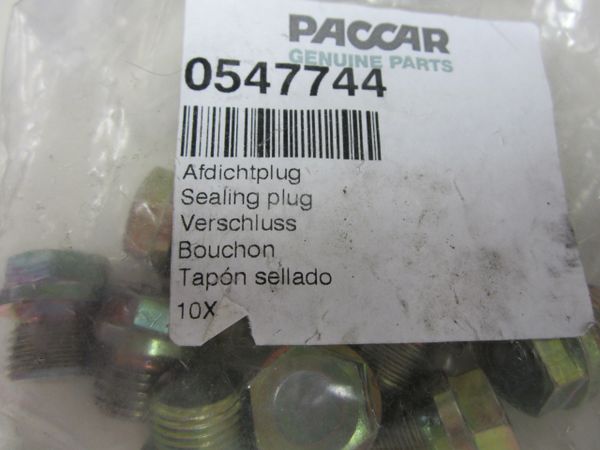 PACCAR
GENUINE PARTS
0547744
Afdichtplug
Sealing plug
Verschluss
Bouchon
Tapón sellado
10X